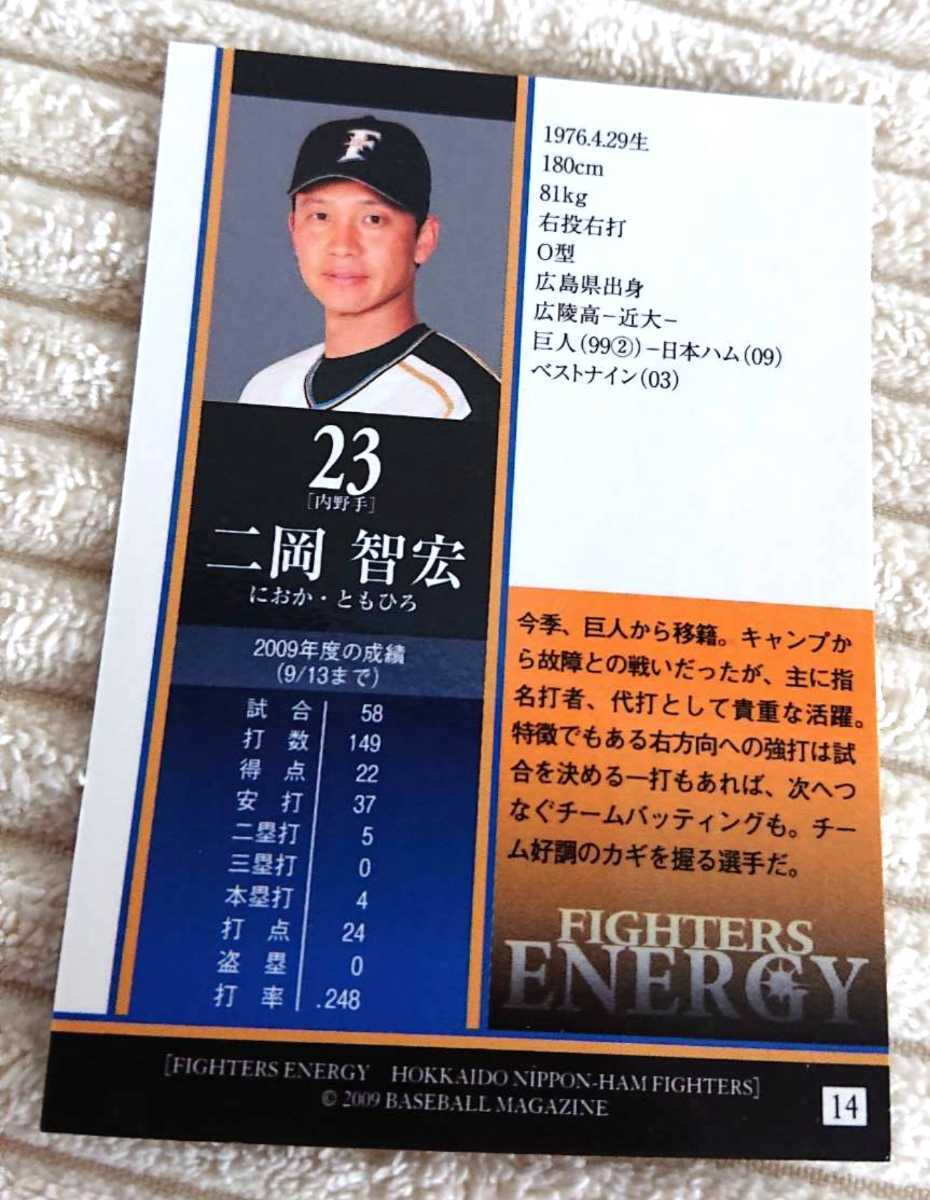 F
23
[内野手]
二岡 智宏
におか・ともひろ
2009年度の成績
(9/13まで)
試合 58
打数 149
得点 22
安打 37
二塁打 5
三塁打 0
本塁打 4
打点 24
盗塁 0
打率 .248
1976.4.29生
180cm
81kg
右投右打
O型
広島県出身
広陵高−近大−
巨人(99②)−日本ハム(09)
ベストナイン(03)
今季、巨人から移籍。キャンプか
ら故障との戦いだったが、主に指
名打者、代打として貴重な活躍。
特徴でもある右方向への強打は試
合を決める一打もあれば、次へつ
なぐチームバッティングも。チー
ム好調のカギを握る選手だ。
FIGHTERS
ENERGY
[FIGHTERS ENERGY HOKKAIDO NIPPON-HAM FIGHTERS]
© 2009 BASEBALL MAGAZINE
14